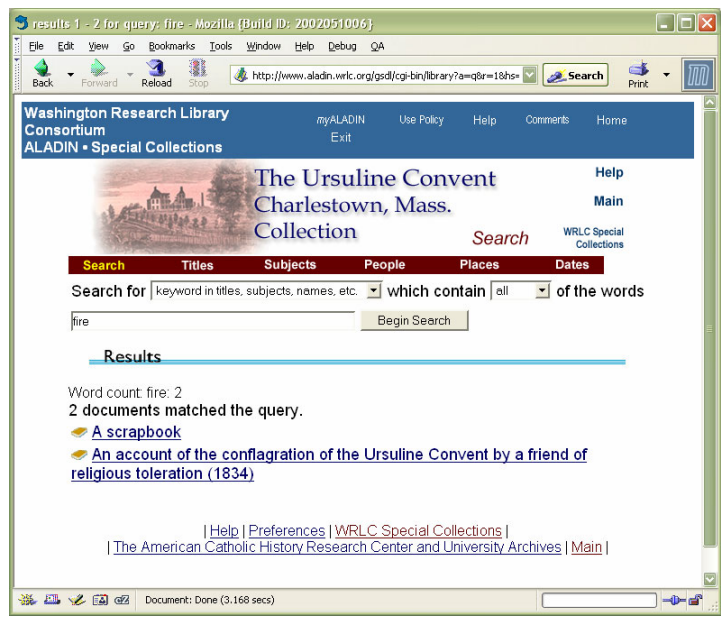 results 1 - 2 for query: fire - Mozilla {Build ID: 2002051006}
File Edit View Go Bookmarks Tools Window Help Debug QA
Back Forward Reload Stop http://www.aladin.wrlc.org/gsdl/cgi-bin/library?a=q&r=1&hs= Search Print
Washington Research Library
Consortium
ALADIN • Special Collections
myALADIN Use Policy Help Comments Home
Exit
The Ursuline Convent
Charlestown, Mass.
Collection
Search
Help
Main
WRLC Special
Collections
Search Titles Subjects People Places Dates
Search for keyword in titles, subjects, names, etc. which contain all of the words
fire Begin Search
Results
Word count: fire: 2
2 documents matched the query.
A scrapbook
An account of the conflagration of the Ursuline Convent by a friend of
religious toleration (1834)
| Help | Preferences | WRLC Special Collections |
| The American Catholic History Research Center and University Archives | Main |
Document: Done (3.168 secs)